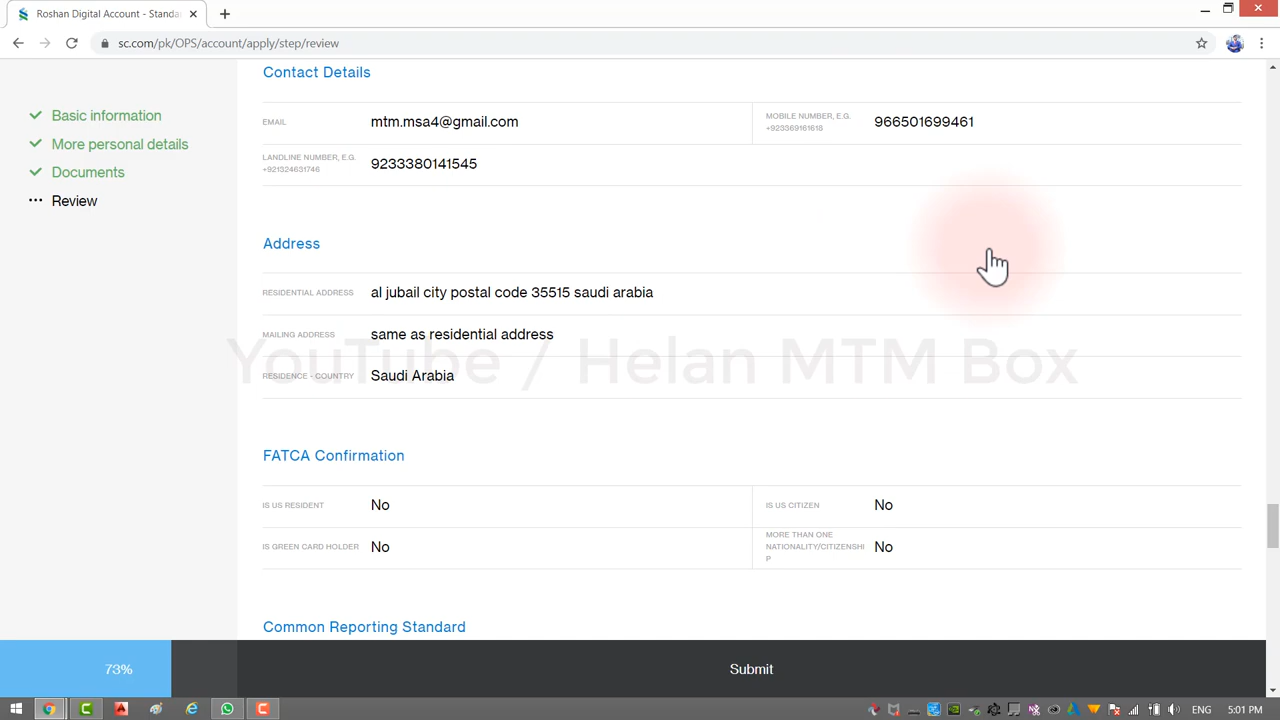 Roshan Digital Account - Standa
sc.com/pk/OPS/account/apply/step/review
Basic information
More personal details
Documents
Review
Contact Details
EMAIL
mtm.msa4@gmail.com
MOBILE NUMBER, E.G.
+923369161618
966501699461
LANDLINE NUMBER, E.G.
+921324631746
9233380141545
Address
RESIDENTIAL ADDRESS
al jubail city postal code 35515 saudi arabia
MAILING ADDRESS
same as residential address
YouTube / Helan MTM Box
RESIDENCE - COUNTRY
Saudi Arabia
FATCA Confirmation
IS US RESIDENT
No
IS US CITIZEN
No
IS GREEN CARD HOLDER
No
MORE THAN ONE
NATIONALITY/CITIZENSHI
P
No
Common Reporting Standard
73%
Submit
ENG
5:01 PM